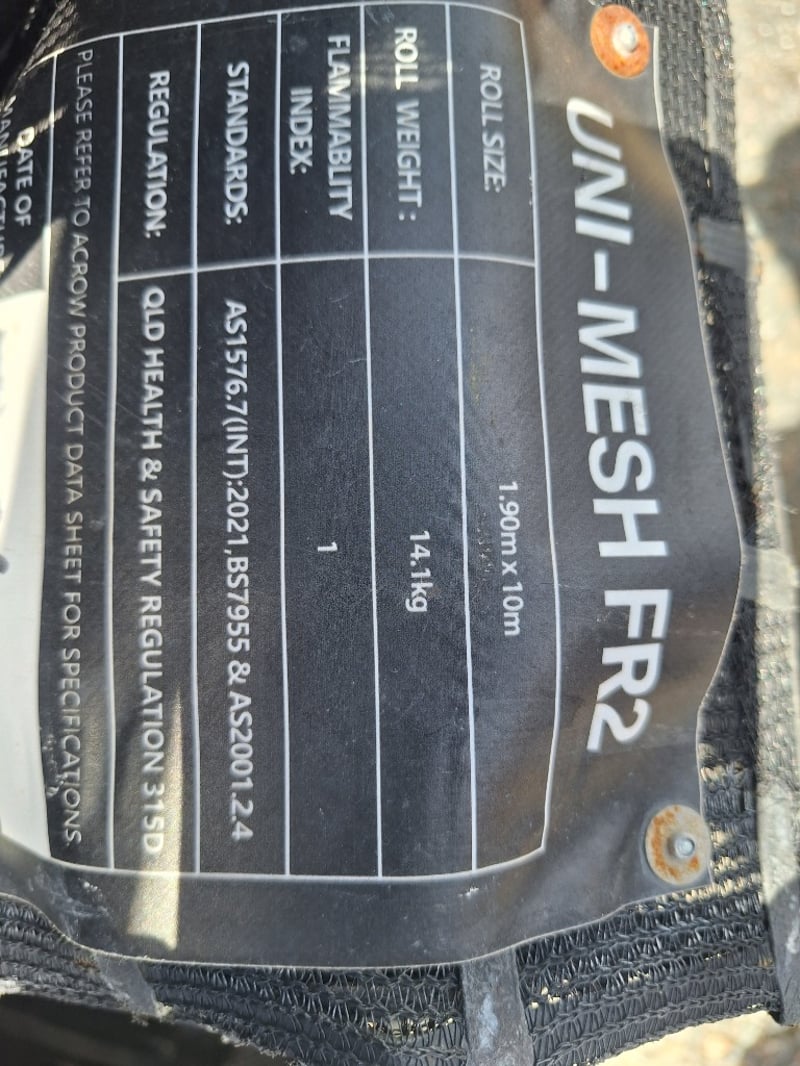 UNI-MESH FR2
ROLL SIZE: 1.90m x 10m
ROLL WEIGHT: 14.1kg
FLAMMABLITY
INDEX: 1
STANDARDS: AS1576.7(INT):2021,BS7955 & AS2001.2.4
REGULATION: QLD HEALTH & SAFETY REGULATION 315D
PLEASE REFER TO ACROW PRODUCT DATA SHEET FOR SPECIFICATIONS.
DATE OF